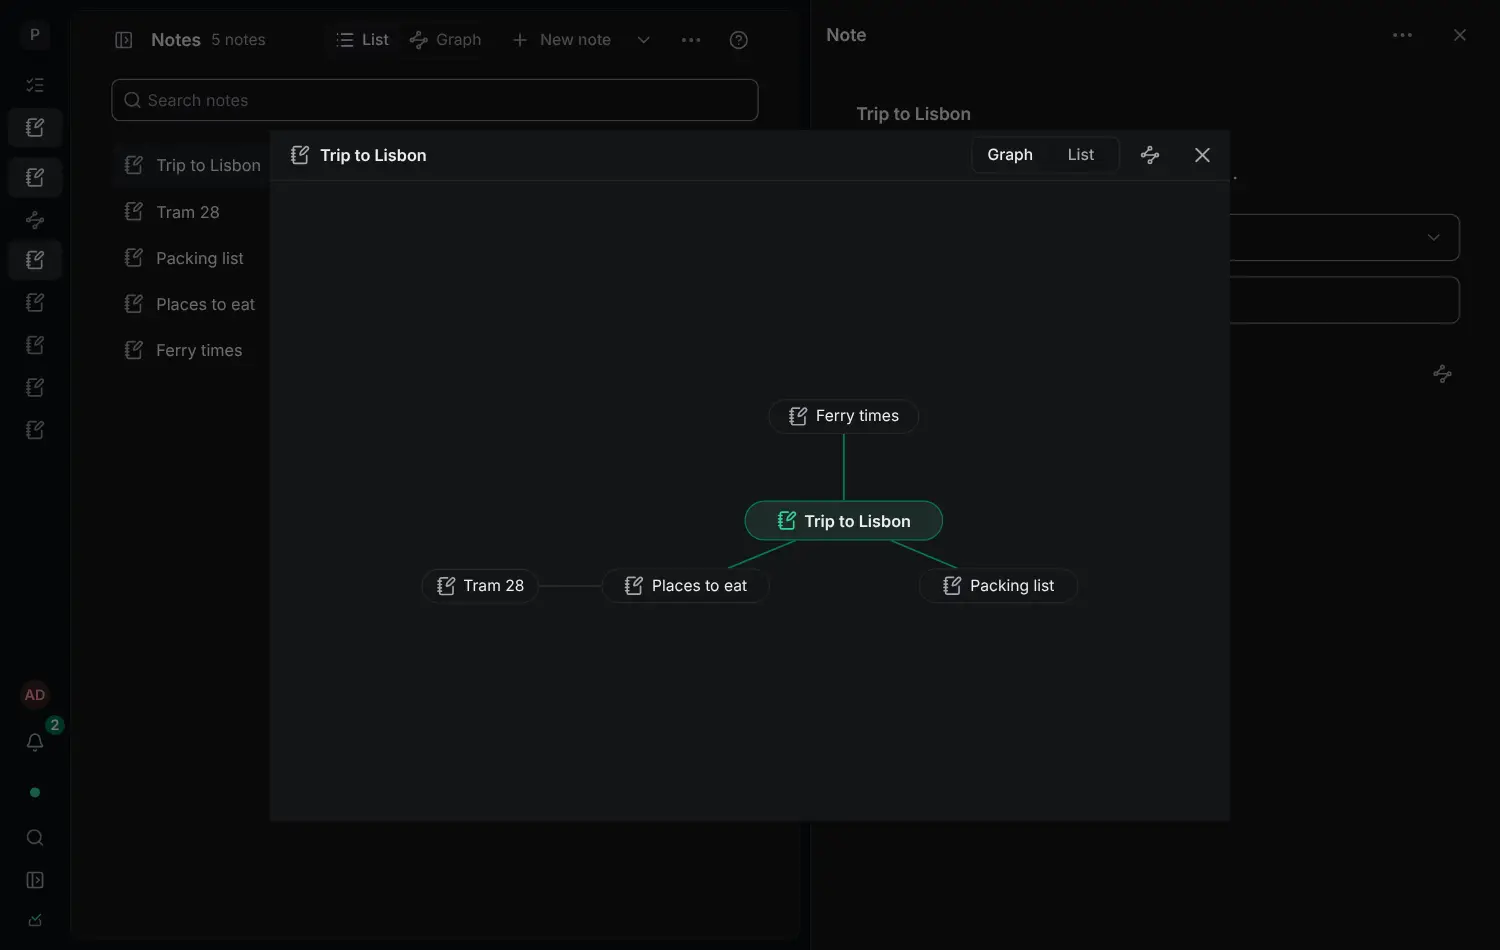 P
Notes 5 notes
List
Graph
New note
Search notes
Trip to Lisbon
Tram 28
Packing list
Places to eat
Ferry times
AD
2
Note
Trip to Lisbon
.
Trip to Lisbon
Graph
List
Ferry times
Trip to Lisbon
Tram 28
Places to eat
Packing list